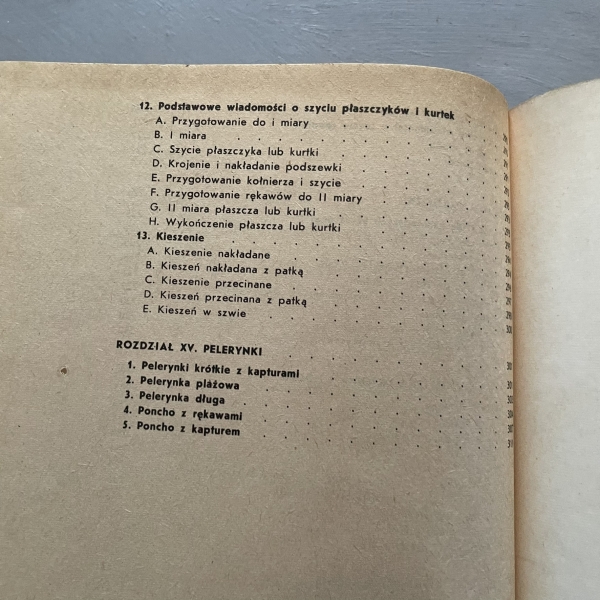 12. Podstawowe wiadomości o szyciu płaszczyków i kurtek
A. Przygotowanie do i miary
B. I miara
C. Szycie płaszczyka lub kurtki
D. Krojenie i nakładanie podszewki
E. Przygotowanie kołnierza i szycie
F. Przygotowanie rękawów do II miary
G. II miara płaszcza lub kurtki
H. Wykończenie płaszcza lub kurtki
13. Kieszenie
A. Kieszenie nakładane
B. Kieszeń nakładana z patką
C. Kieszenie przecinane
D. Kieszeń przecinana z patką
E. Kieszeń w szwie
ROZDZIAŁ XV. PELERYNKI
1. Pelerynki krótkie z kapturami
2. Pelerynka plażowa
3. Pelerynka długa
4. Poncho z rękawami
5. Poncho z kapturem